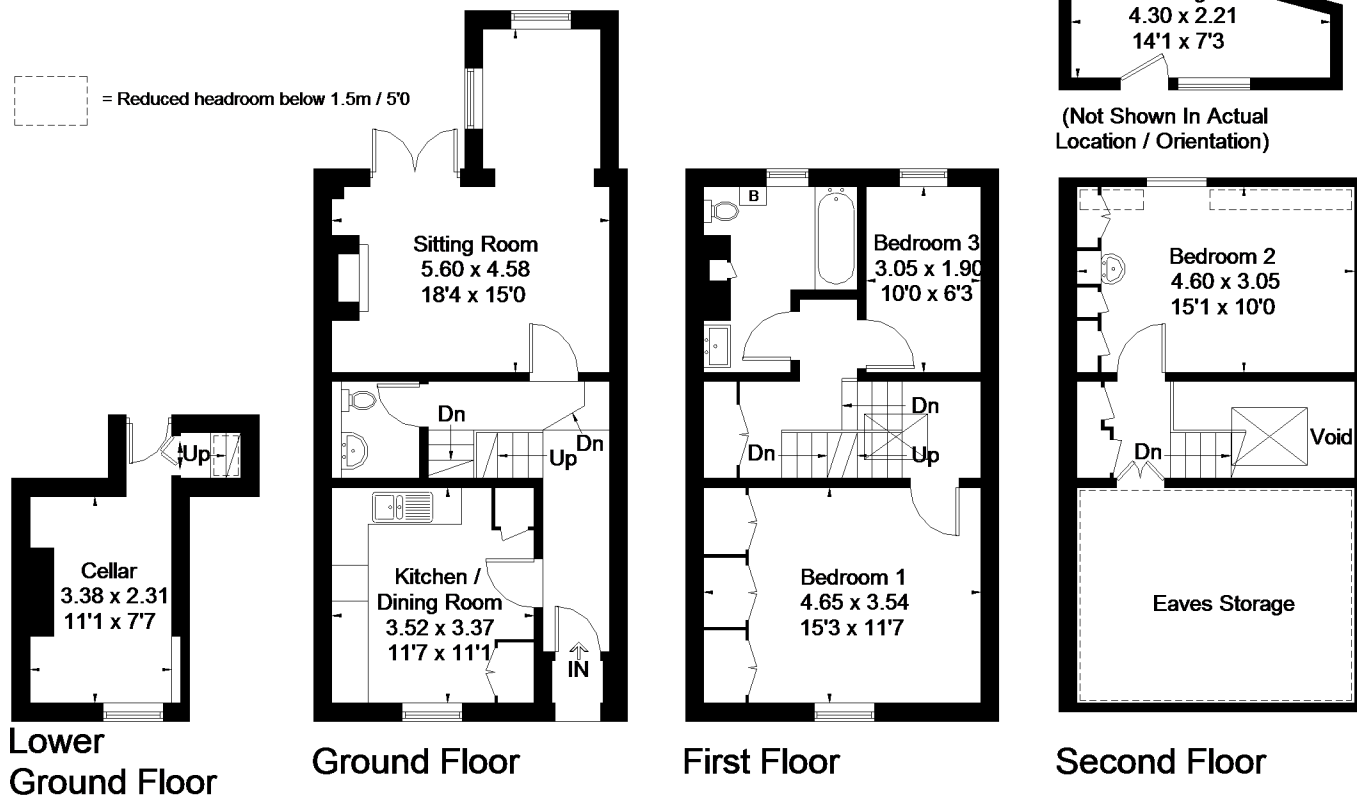 4.30 x 2.21
14'1 x 7'3
(Not Shown In Actual
Location / Orientation)
= Reduced headroom below 1.5m / 5'0
Sitting Room
5.60 x 4.58
18'4 x 15'0
Dn
Dn
Up
Kitchen /
Dining Room
3.52 x 3.37
11'7 x 11'1
IN
Up
Cellar
3.38 x 2.31
11'1 x 7'7
B
Bedroom 3
3.05 x 1.90
10'0 x 6'3
Dn
Dn
Up
Bedroom 1
4.65 x 3.54
15'3 x 11'7
Bedroom 2
4.60 x 3.05
15'1 x 10'0
Dn
Void
Eaves Storage
Lower
Ground Floor
Ground Floor
First Floor
Second Floor